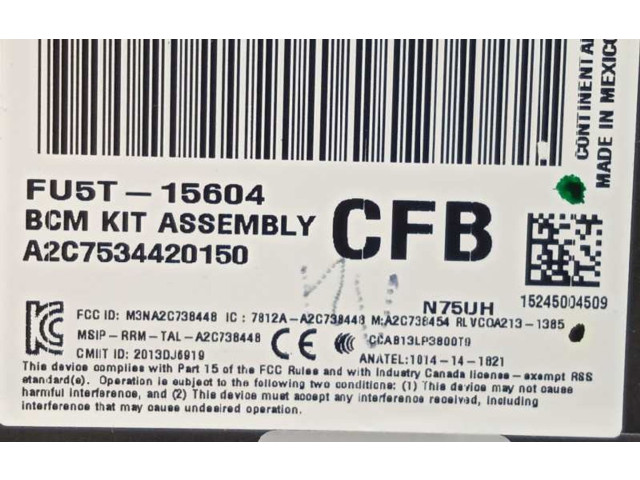 FU5T-15604
BCM KIT ASSEMBLY
A2C7534420150
CFB
CONTINENTAL
MADE IN MEXICO
15245004509
N75UH
FCC ID: M3NA2C738448 IC : 7812A-A2C738448 M:A2C738454 RLVCOA213-1385
MSIP-RRM-TAL-A2C738448 CE CCAB13LP3800T9
CMIIT ID: 2013DJ6919 ANATEL:1014-14-1821
This device complies with Part 15 of the FCC Rules and with Industry Canada license-exempt RSS
standard(s). Operation is subject to the following two conditions: (1) This device may not cause
harmful interference, and (2) This device must accept any interference received, including
interference that may cause undesired operation.